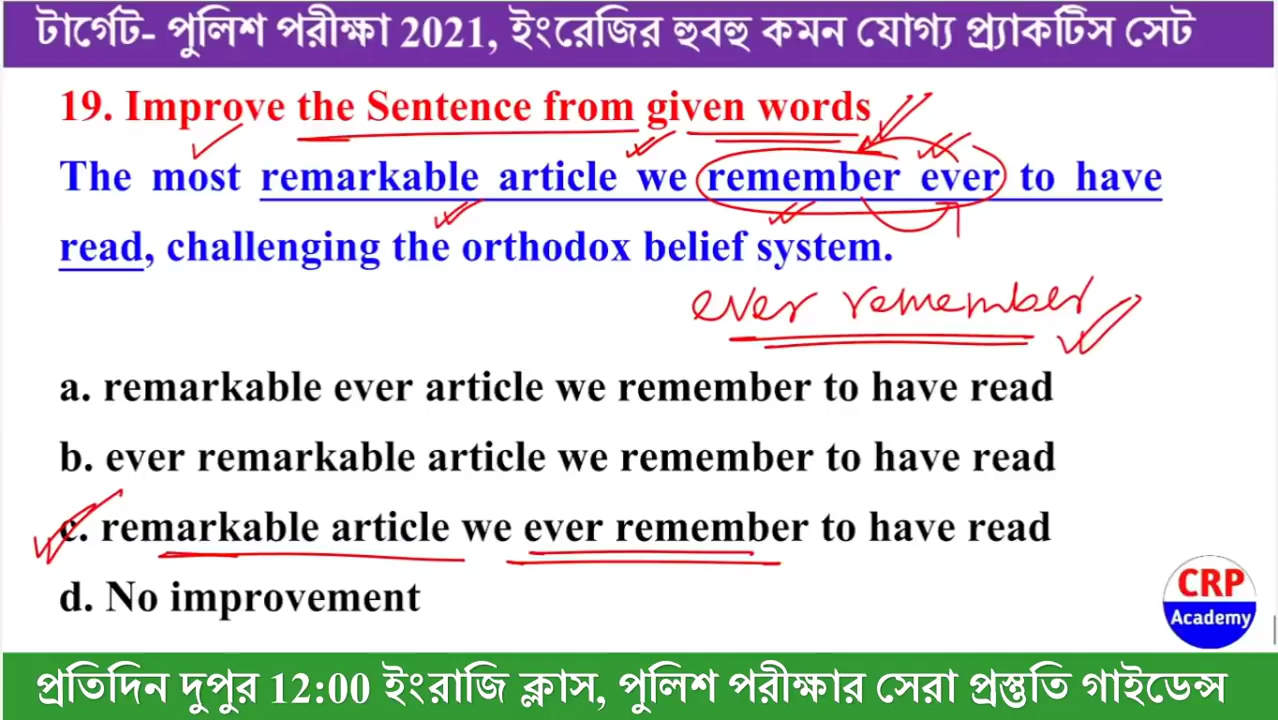 টার্গেট- পুলিশ পরীক্ষা 2021, ইংরেজির হুবহু কমন যোগ্য প্র্যাকটিস সেট
19. Improve the Sentence from given words
The most remarkable article we remember ever to have
read, challenging the orthodox belief system.
ever remember
a. remarkable ever article we remember to have read
b. ever remarkable article we remember to have read
c. remarkable article we ever remember to have read
d. No improvement
CRP
Academy
প্রতিদিন দুপুর 12:00 ইংরাজি ক্লাস, পুলিশ পরীক্ষার সেরা প্রস্তুতি গাইডেন্স